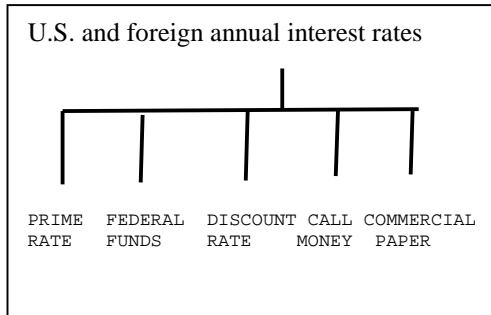 U.S. and foreign annual interest rates
PRIME FEDERAL DISCOUNT CALL COMMERCIAL
RATE FUNDS RATE MONEY PAPER